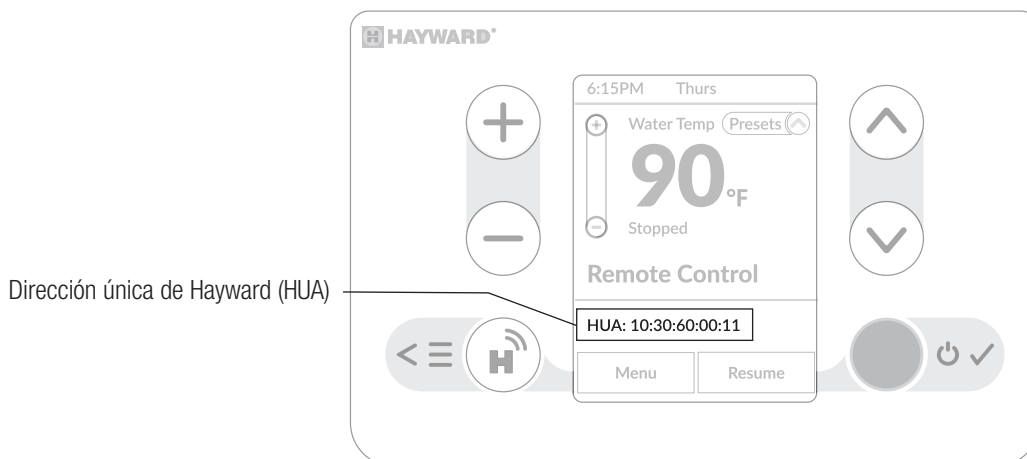 HAYWARD®
6:15PM Thurs
Water Temp Presets
90 °F
Stopped
Remote Control
Dirección única de Hayward (HUA)
HUA: 10:30:60:00:11
H
Menu Resume